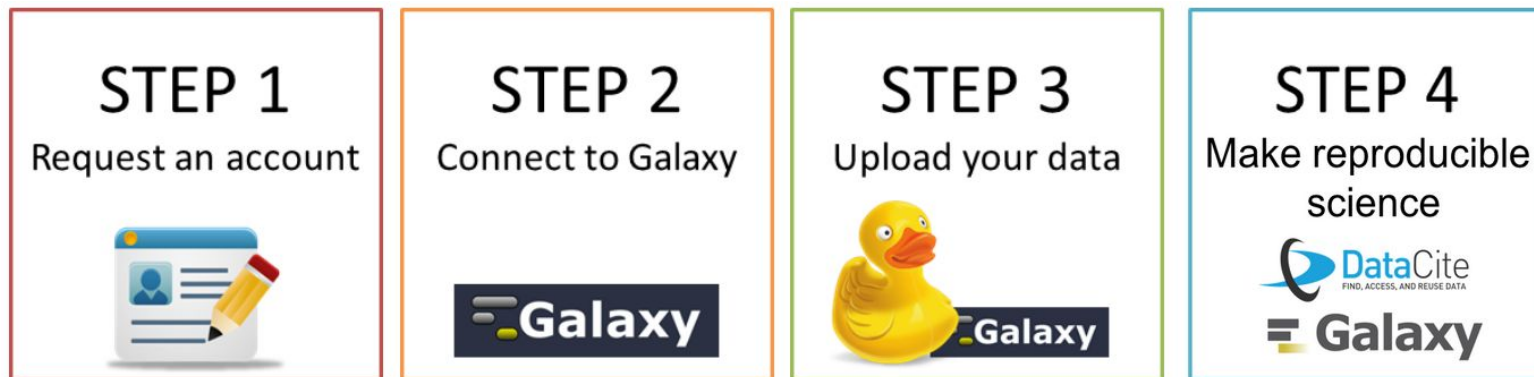 STEP 1
Request an account
STEP 2
Connect to Galaxy
Galaxy
STEP 3
Upload your data
Galaxy
STEP 4
Make reproducible
science
DataCite
FIND, ACCESS, AND REUSE DATA
Galaxy